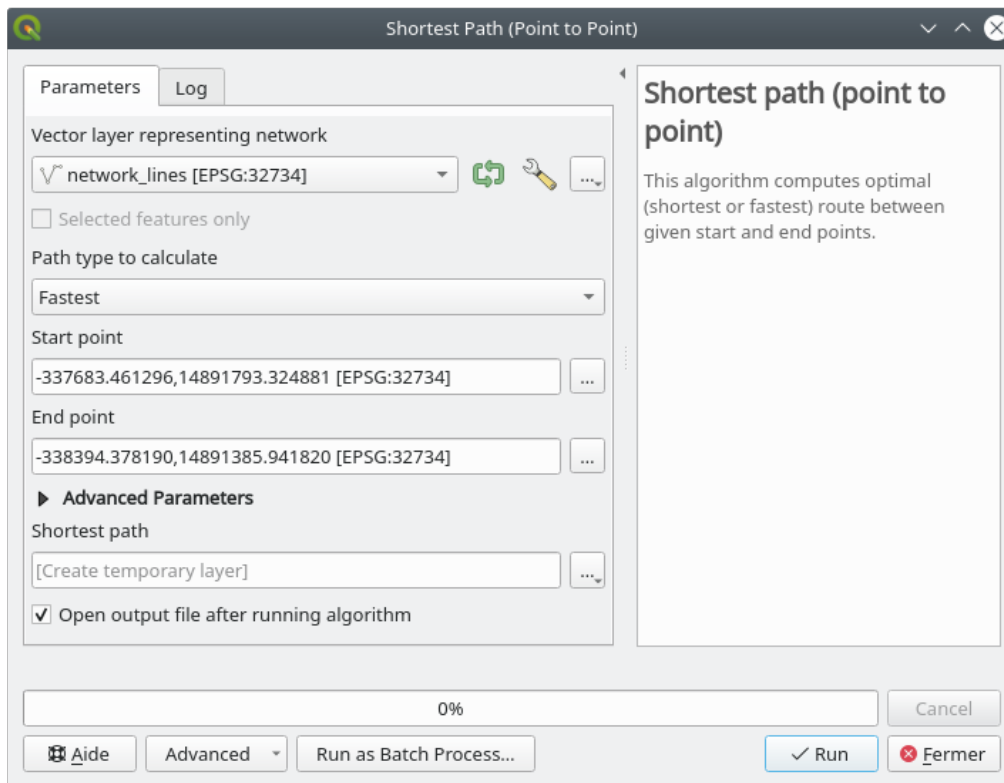 Shortest Path (Point to Point)
Parameters
Log
Vector layer representing network
network_lines [EPSG:32734]
...
Selected features only
Path type to calculate
Fastest
Start point
-337683.461296,14891793.324881 [EPSG:32734]
...
End point
-338394.378190,14891385.941820 [EPSG:32734]
...
Advanced Parameters
Shortest path
[Create temporary layer]
...
Open output file after running algorithm
Shortest path (point to
point)
This algorithm computes optimal
(shortest or fastest) route between
given start and end points.
0%
Cancel
Aide
Advanced
Run as Batch Process...
Run
Fermer